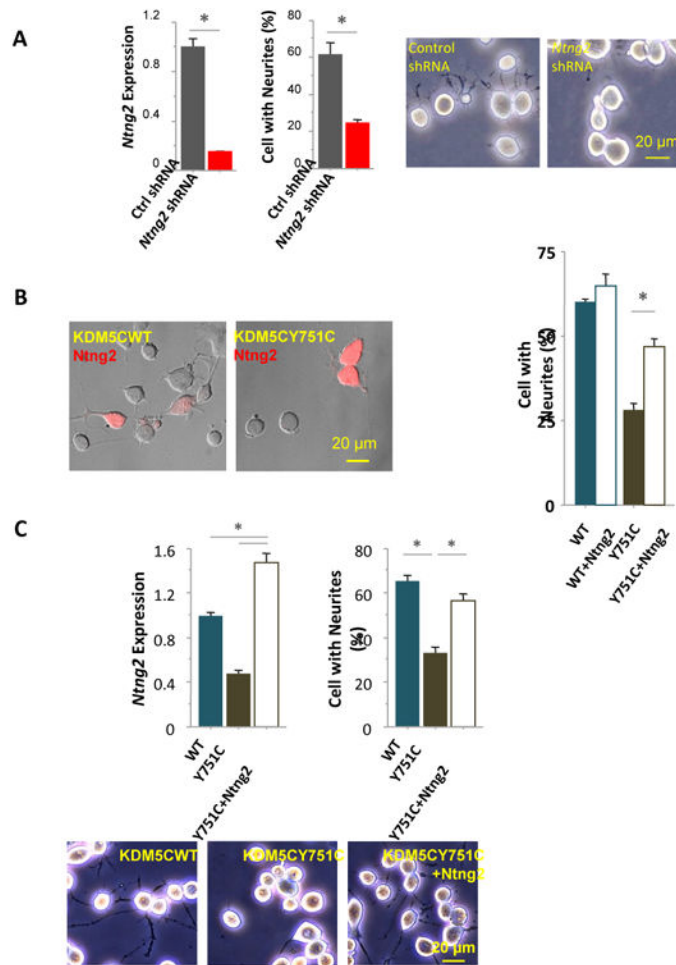 A
Ntng2 Expression
1.2
0.8
0.4
0
*
Ctrl shRNA
Ntng2 shRNA
Cell with Neurites (%)
80
60
40
20
0
*
Ctrl shRNA
Ntng2 shRNA
Control
shRNA
Ntng2
shRNA
20 µm
B
KDM5CWT
Ntng2
KDM5CY751C
Ntng2
20 µm
Cell with
Neurites (%)
75
50
25
0
*
WT
WT+Ntng2
Y751C
Y751C+Ntng2
C
Ntng2 Expression
1.6
1.2
0.8
0.4
0
*
WT
Y751C
Y751C+Ntng2
Cell with Neurites
(%)
80
60
40
20
0
*
*
WT
Y751C
Y751C+Ntng2
KDM5CWT
KDM5CY751C
KDM5CY751C
+Ntng2
20 µm